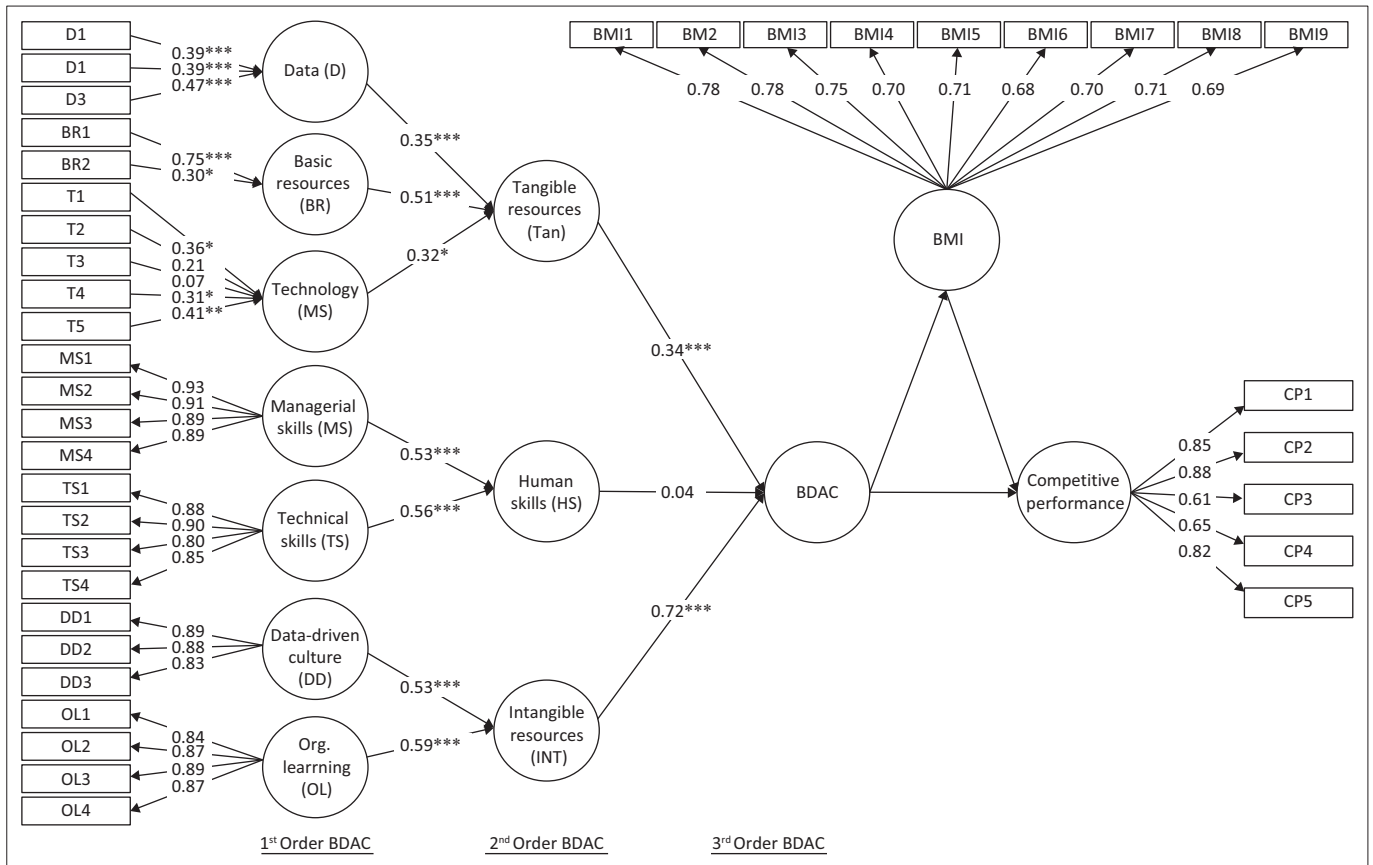 D1
D1
D3
BR1
BR2
T1
T2
T3
T4
T5
MS1
MS2
MS3
MS4
TS1
TS2
TS3
TS4
DD1
DD2
DD3
OL1
OL2
OL3
OL4
0.39***
0.39***
0.47***
0.75***
0.30*
0.36*
0.21
0.07
0.31*
0.41**
0.93
0.91
0.89
0.89
0.88
0.90
0.80
0.85
0.89
0.88
0.83
0.84
0.87
0.89
0.87
Data (D)
Basic
resources
(BR)
Technology
(MS)
Managerial
skills (MS)
Technical
skills (TS)
Data-driven
culture
(DD)
Org.
learrning
(OL)
0.35***
0.51***
0.32*
0.53***
0.56***
0.53***
0.59***
Tangible
resources
(Tan)
Human
skills (HS)
Intangible
resources
(INT)
0.34***
0.04
0.72***
BDAC
BMI1
BM2
BMI3
BMI4
BMI5
BMI6
BMI7
BMI8
BMI9
0.78
0.78
0.75
0.70
0.71
0.68
0.70
0.71
0.69
BMI
Competitive
performance
0.85
0.88
0.61
0.65
0.82
CP1
CP2
CP3
CP4
CP5
1st Order BDAC
2nd Order BDAC
3rd Order BDAC